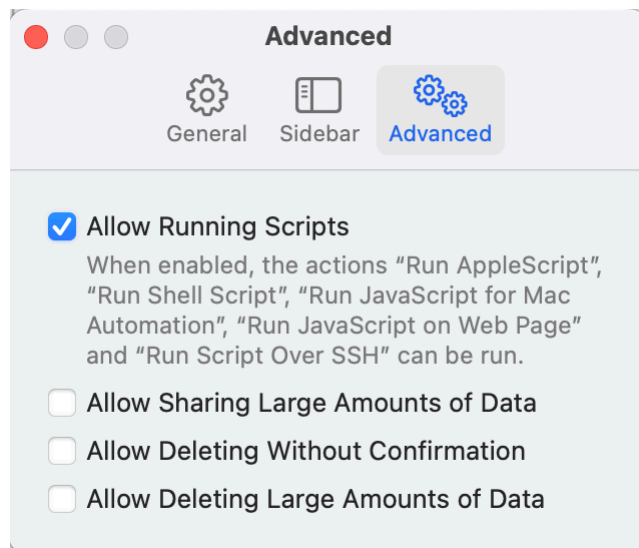 Advanced
General Sidebar Advanced
Allow Running Scripts
When enabled, the actions “Run AppleScript”,
“Run Shell Script”, “Run JavaScript for Mac
Automation”, “Run JavaScript on Web Page”
and “Run Script Over SSH” can be run.
Allow Sharing Large Amounts of Data
Allow Deleting Without Confirmation
Allow Deleting Large Amounts of Data